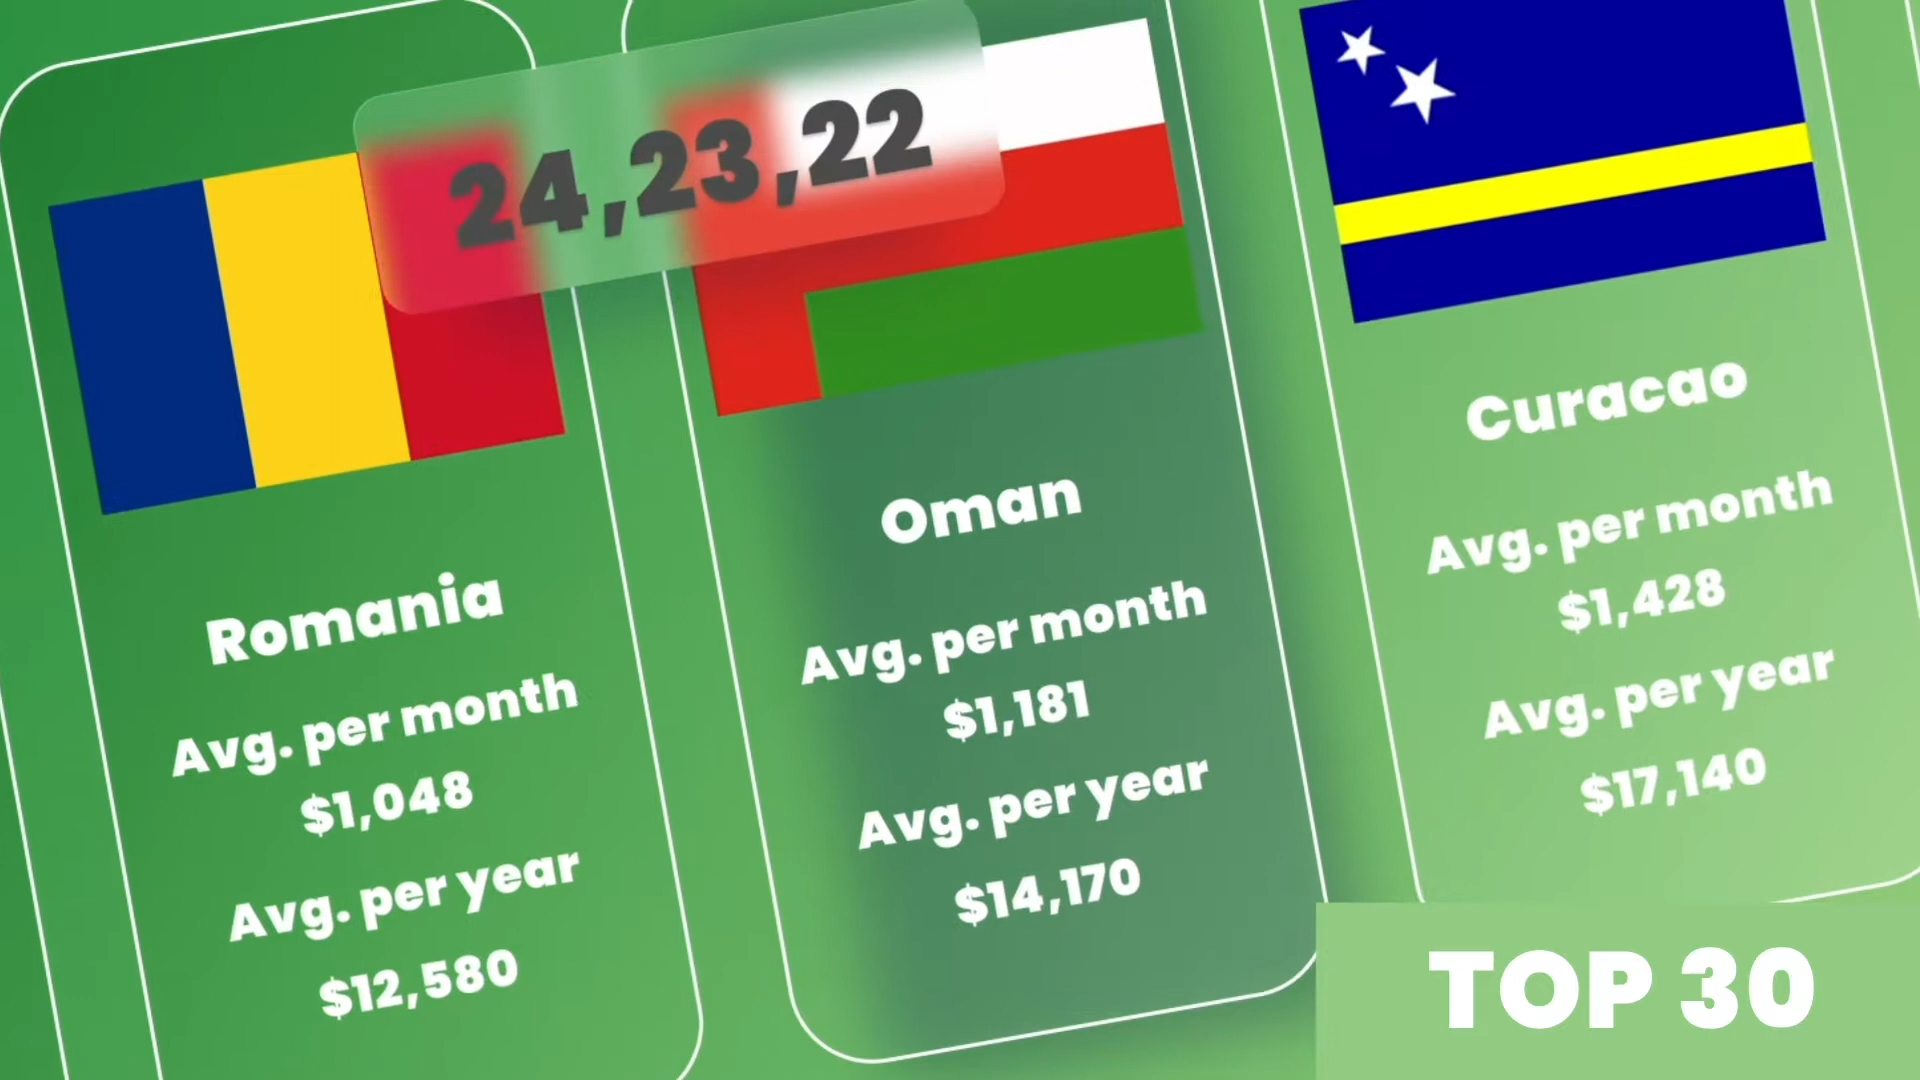 24,23,22
Romania
Avg. per month
$1,048
Avg. per year
$12,580
Oman
Avg. per month
$1,181
Avg. per year
$14,170
Curacao
Avg. per month
$1,428
Avg. per year
$17,140
TOP 30